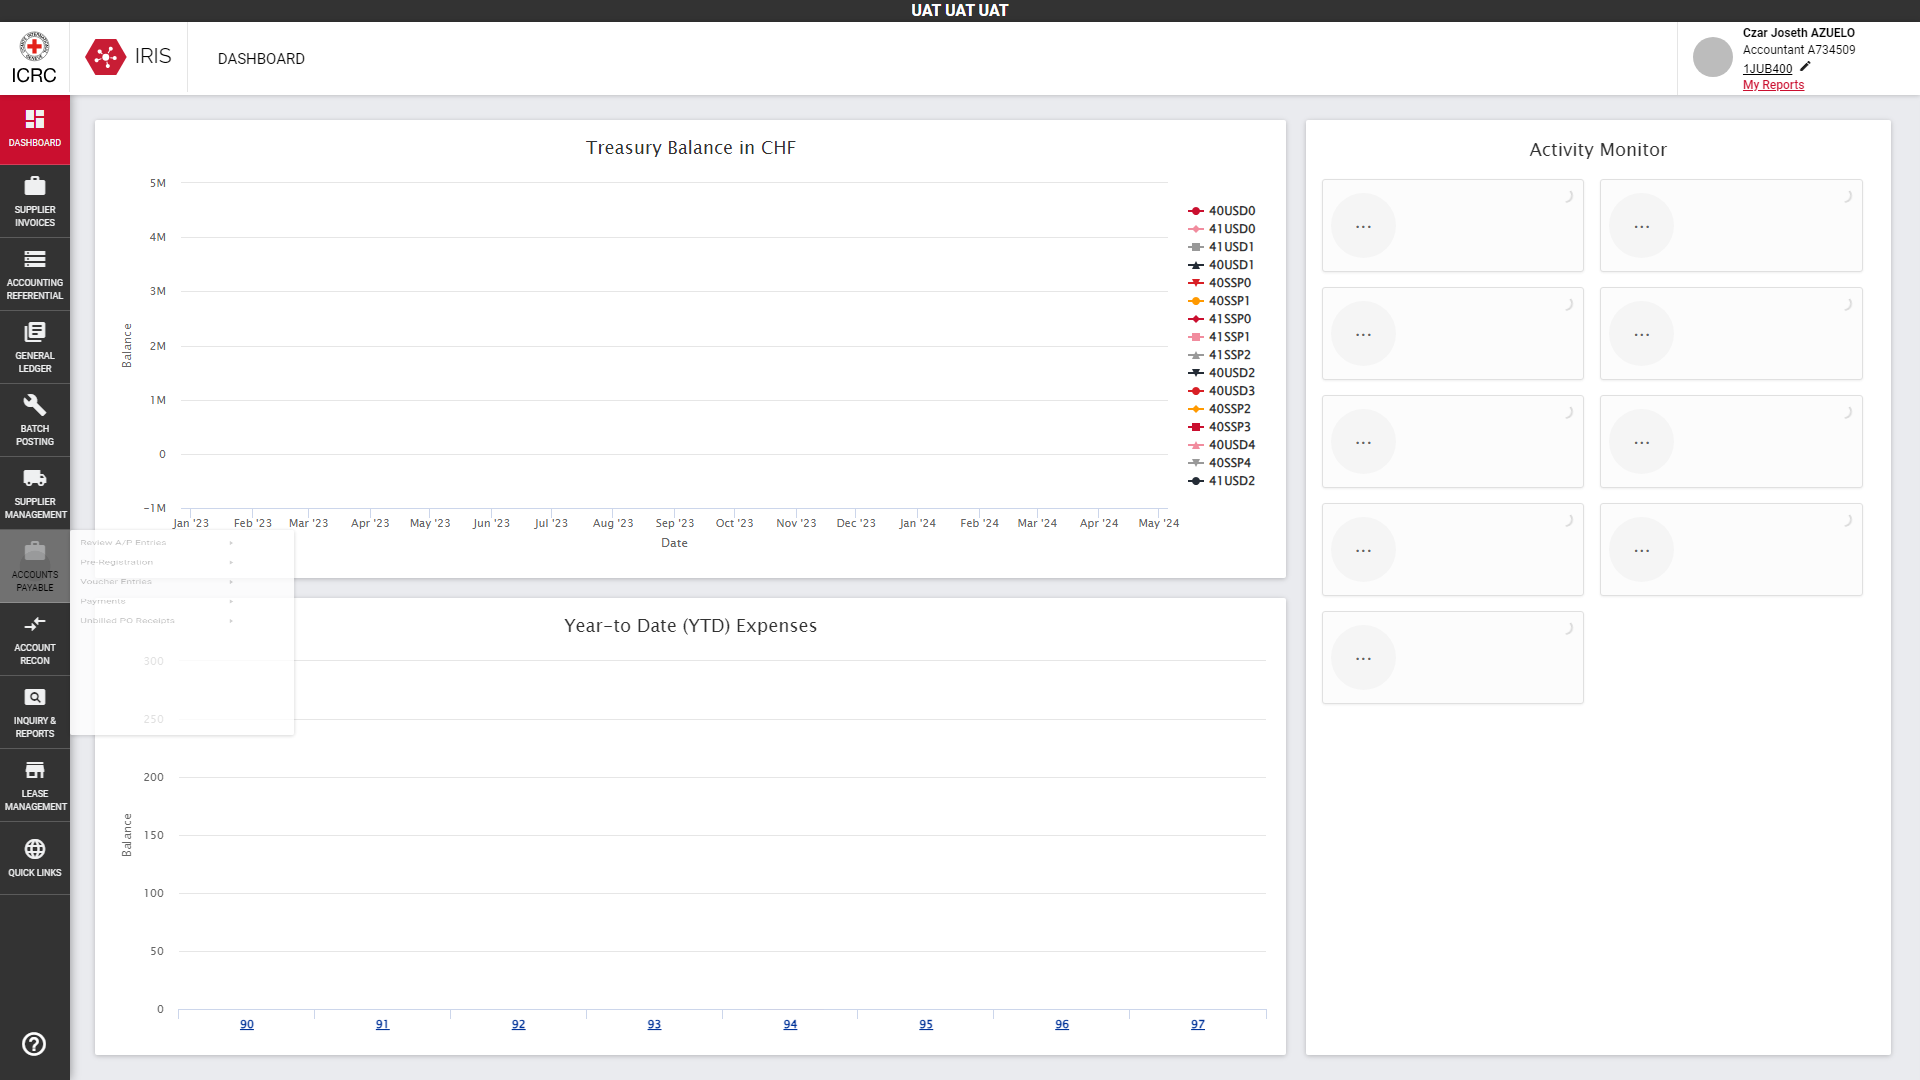 UAT UAT UAT
ICRC
IRIS
DASHBOARD
Czar Joseth AZUELO
Accountant A734509
1JUB400
My Reports
DASHBOARD
SUPPLIER
INVOICES
ACCOUNTING
REFERENTIAL
GENERAL
LEDGER
BATCH
POSTING
SUPPLIER
MANAGEMENT
ACCOUNTS
PAYABLE
ACCOUNT
RECON
INQUIRY &
REPORTS
LEASE
MANAGEMENT
QUICK LINKS
Review A/P Entries
Pre-Registration
Voucher Entries
Payments
Unbilled PO Receipts
Treasury Balance in CHF
5M
4M
3M
2M
1M
0
-1M
Balance
Jan '23 Feb '23 Mar '23 Apr '23 May '23 Jun '23 Jul '23 Aug '23 Sep '23 Oct '23 Nov '23 Dec '23 Jan '24 Feb '24 Mar '24 Apr '24 May '24
Date
40USD0
41USD0
41USD1
40USD1
40SSP0
40SSP1
41SSP0
41SSP1
41SSP2
40USD2
40USD3
40SSP2
40SSP3
40USD4
40SSP4
41USD2
Year-to Date (YTD) Expenses
300
250
200
150
100
50
0
Balance
90 91 92 93 94 95 96 97
Activity Monitor
... ...
... ...
... ...
... ...
...